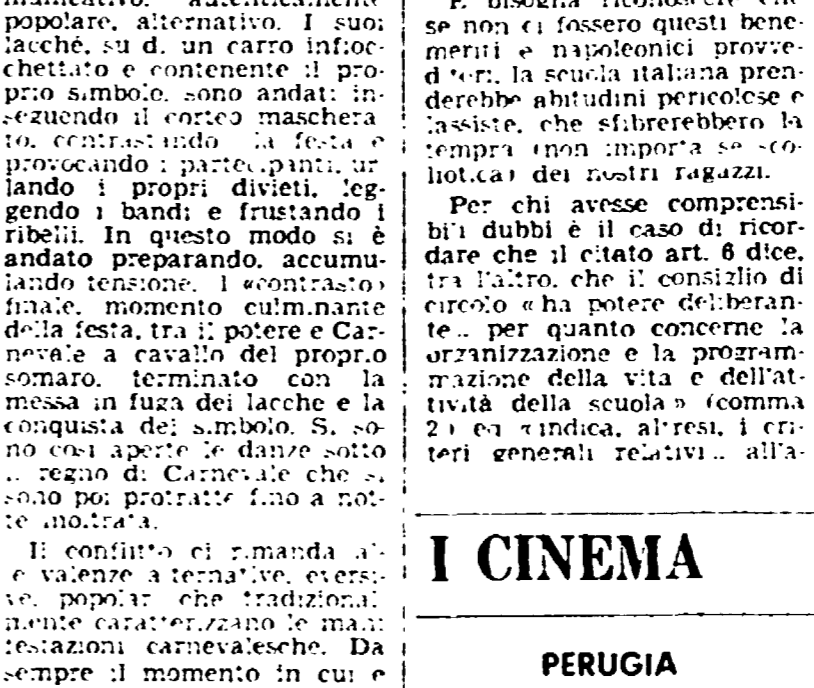 popolare, alternativo. I suoi
lacché, su di un carro infioc-
chettato e contenente il pro-
prio simbolo, sono andati in-
seguendo il corteo maschera-
to, contrastando la festa e
provocando i partecipanti, ur
lando i propri divieti, leg-
gendo i bandi e frustando i
ribelli. In questo modo si è
andato preparando, accumu-
lando tensione, l «contrasto»
finale, momento culminante
della festa, tra il potere e Car-
nevale a cavallo del proprio
somaro, terminato con la
messa in fuga dei lacchè e la
conquista del simbolo. Si so-
no così aperte le danze sotto
il regno di Carnevale che si
sono poi protratte fino a not-
te inoltrata.
Il conflitto ci rimanda al-
le valenze alternative, eversi-
ve, popolari che tradizional-
mente caratterizzano le mani-
festazioni carnevalesche. Da
sempre il momento in cui e
E bisogna riconoscere che
se non ci fossero questi bene-
meriti e napoleonici provve-
ditori, la scuola italiana pren-
derebbe abitudini pericolose e
lassiste, che sfibrerebbero la
tempra (non importa se sco-
liotica) dei nostri ragazzi.
Per chi avesse comprensi-
bili dubbi è il caso di ricor-
dare che il citato art. 6 dice,
tra l'altro, che il consiglio di
circolo «ha potere deliberan-
te.. per quanto concerne la
organizzazione e la program-
mazione della vita e dell'at-
tività della scuola» (comma
2) ed «indica, altresì, i cri-
teri generali relativi.. all'a-
I CINEMA
PERUGIA